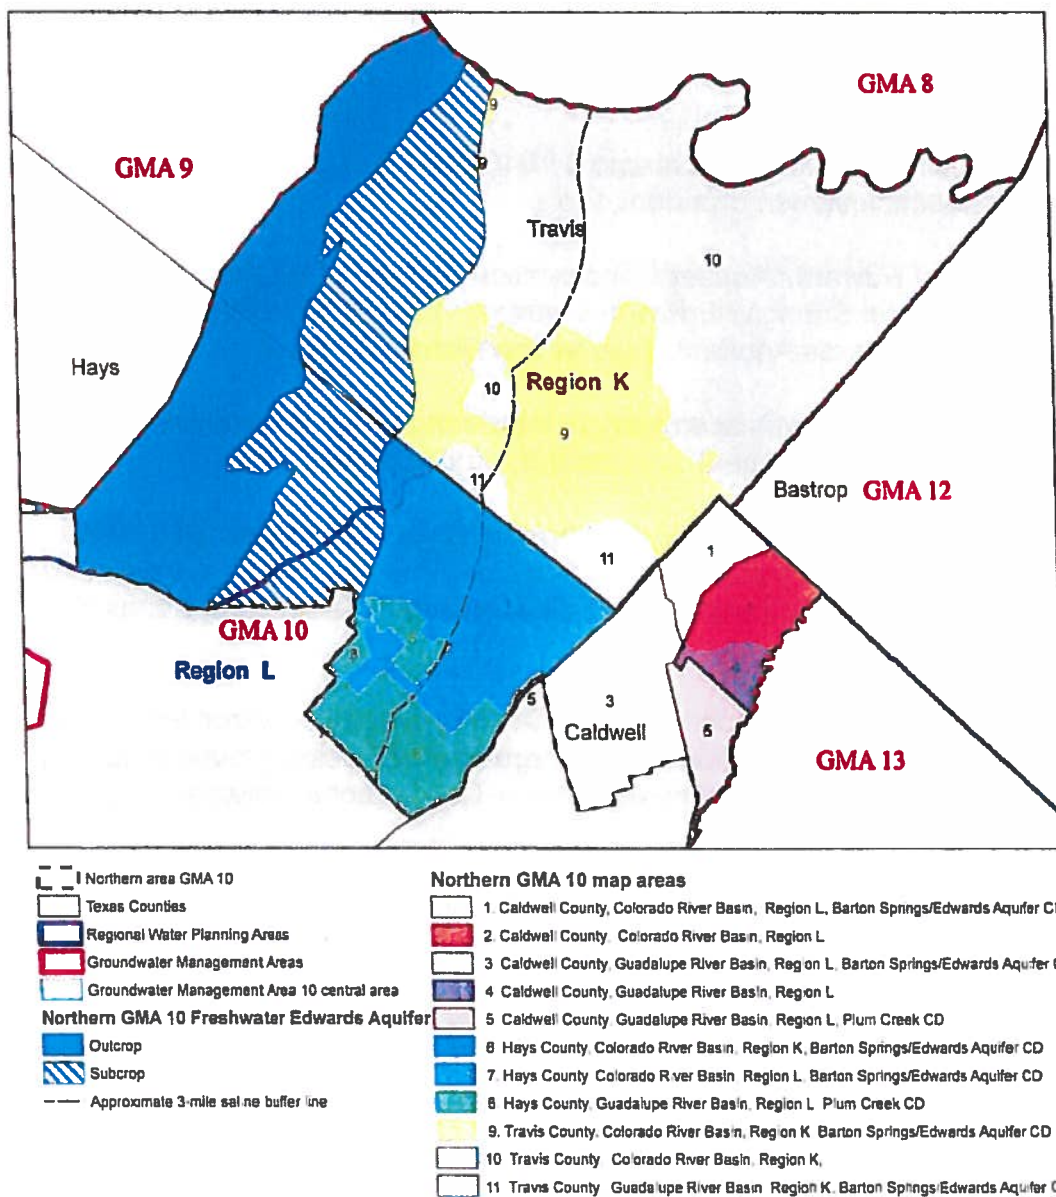 GMA 8
9
GMA 9
9
Travis
10
Hays
10
Region K
9
11
Bastrop GMA 12
11
1
GMA 10
8
Region L
5
3
Caldwell
5
GMA 13
Northern area GMA 10
Texas Counties
Regional Water Planning Areas
Groundwater Management Areas
Groundwater Management Area 10 central area
Northern GMA 10 Freshwater Edwards Aquifer
Outcrop
Subcrop
Approximate 3-mile saline buffer line
Northern GMA 10 map areas
1. Caldwell County, Colorado River Basin, Region L, Barton Springs/Edwards Aquifer C
2. Caldwell County, Colorado River Basin, Region L
3 Caldwell County, Guadalupe River Basin, Region L, Barton Springs/Edwards Aquifer
4 Caldwell County, Guadalupe River Basin, Region L
5 Caldwell County, Guadalupe River Basin, Region L, Plum Creek CD
6 Hays County, Colorado River Basin, Region K, Barton Springs/Edwards Aquifer CD
7. Hays County Colorado River Basin Region L, Barton Springs/Edwards Aquifer CD
8. Hays County, Guadalupe River Basin, Region L Plum Creek CD
9. Travis County, Colorado River Basin, Region K Barton Springs/Edwards Aquifer CD
10 Travis County Colorado River Basin, Region K,
11 Travis County Guadalupe River Basin Region K, Barton Springs/Edwards Aquifer